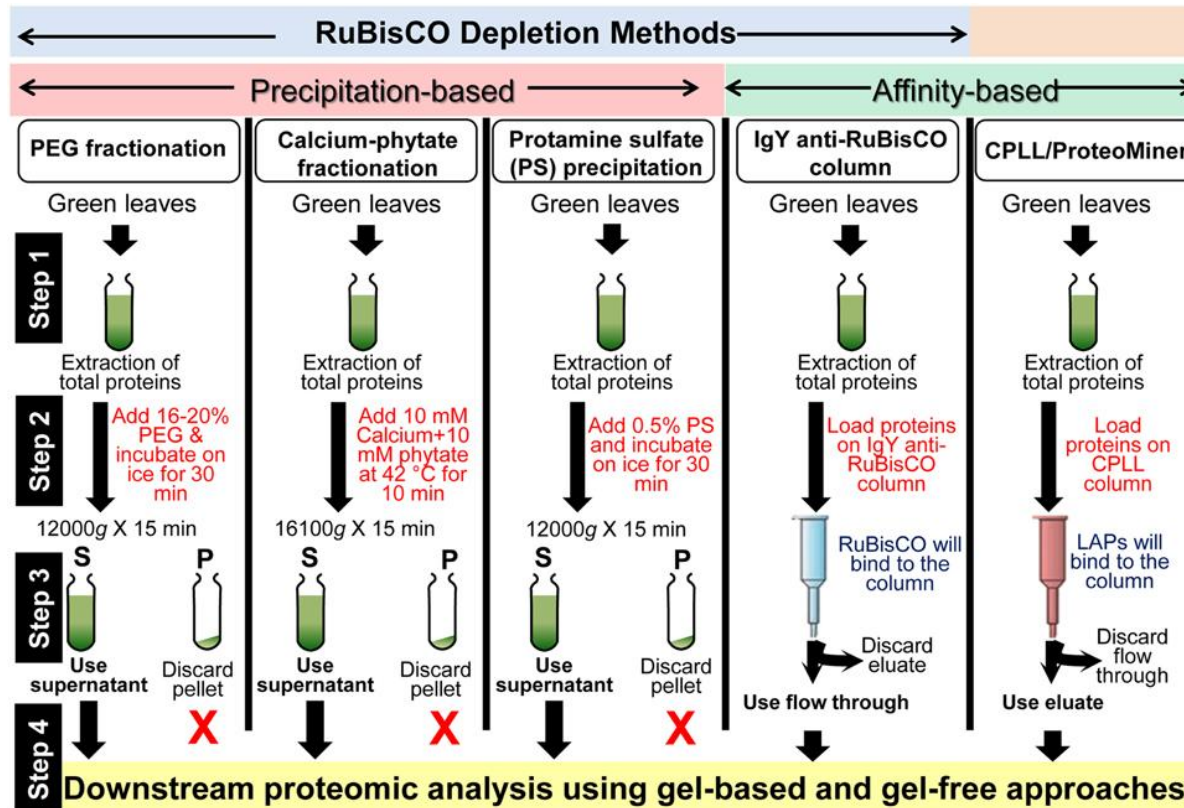 RuBisCO Depletion Methods
Precipitation-based
Affinity-based
PEG fractionation
Calcium-phytate
fractionation
Protamine sulfate
(PS) precipitation
IgY anti-RuBisCO
column
CPLL/ProteoMiner
Green leaves
Green leaves
Green leaves
Green leaves
Green leaves
Step 1
Extraction of
total proteins
Extraction of
total proteins
Extraction of
total proteins
Extraction of
total proteins
Extraction of
total proteins
Step 2
Add 16-20%
PEG &
incubate on
ice for 30
min
Add 10 mM
Calcium+10
mM phytate
at 42 °C for
10 min
Add 0.5% PS
and incubate
on ice for 30
min
Load proteins
on IgY anti-
RuBisCO
column
Load
proteins on
CPLL
column
12000g X 15 min
16100g X 15 min
12000g X 15 min
Step 3
S
P
S
P
S
P
RuBisCO will
bind to the
column
LAPs will
bind to the
column
Use
supernatant
Discard
pellet
Use
supernatant
Discard
pellet
Use
supernatant
Discard
pellet
Discard
eluate
Use flow through
Discard
flow
through
Use eluate
X
X
X
Step 4
Downstream proteomic analysis using gel-based and gel-free approaches